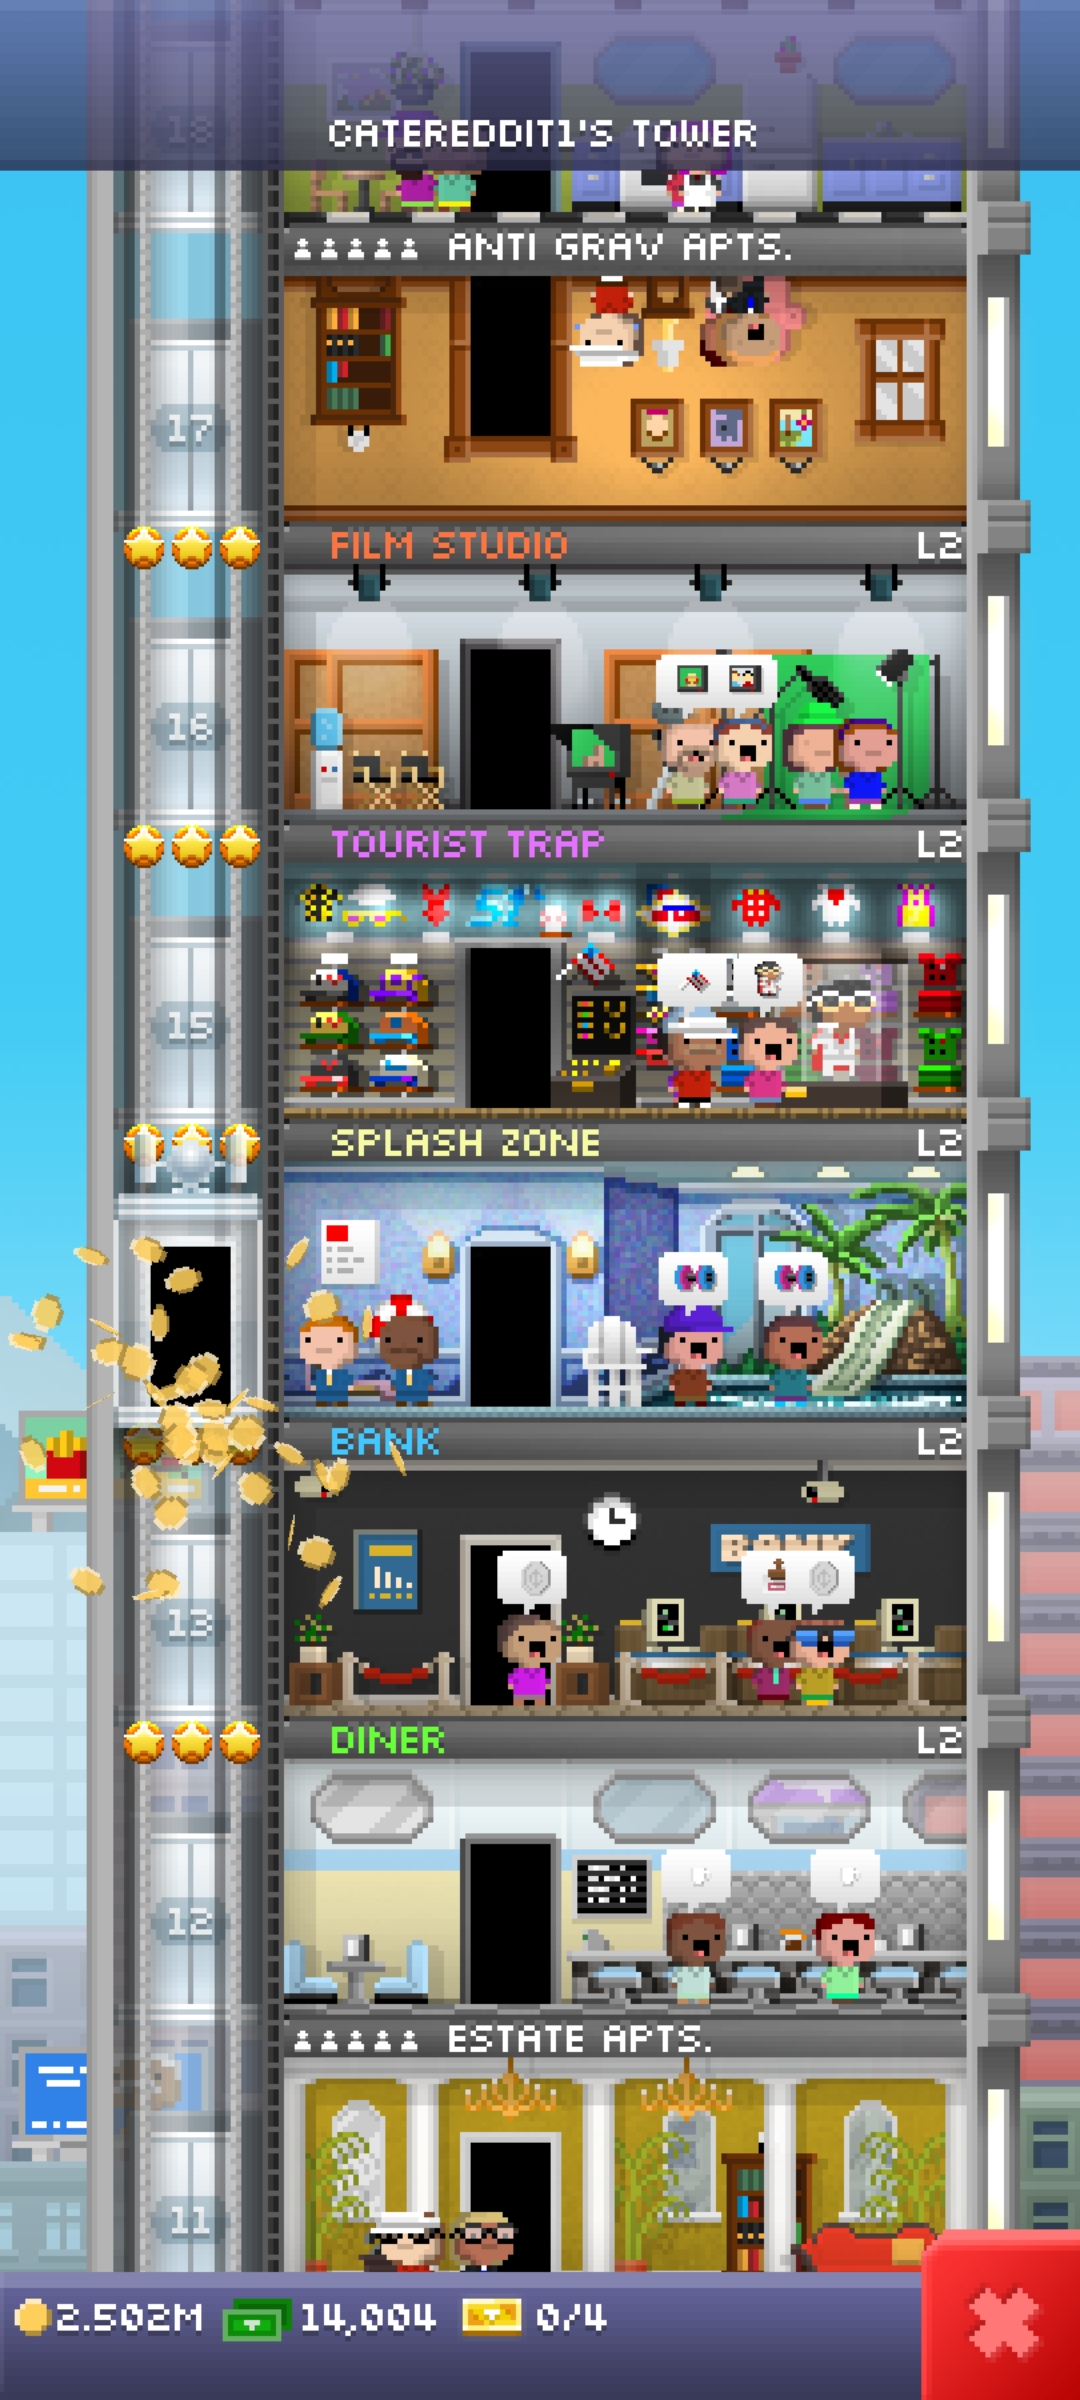 18
CATEREDDIT1'S TOWER
ANTI GRAV APTS.
17
FILM STUDIO L2
16
TOURIST TRAP L2
15
SPLASH ZONE L2
BANK L2
Bank
13
DINER L2
12
ESTATE APTS.
11
2.502M 14,004 0/4